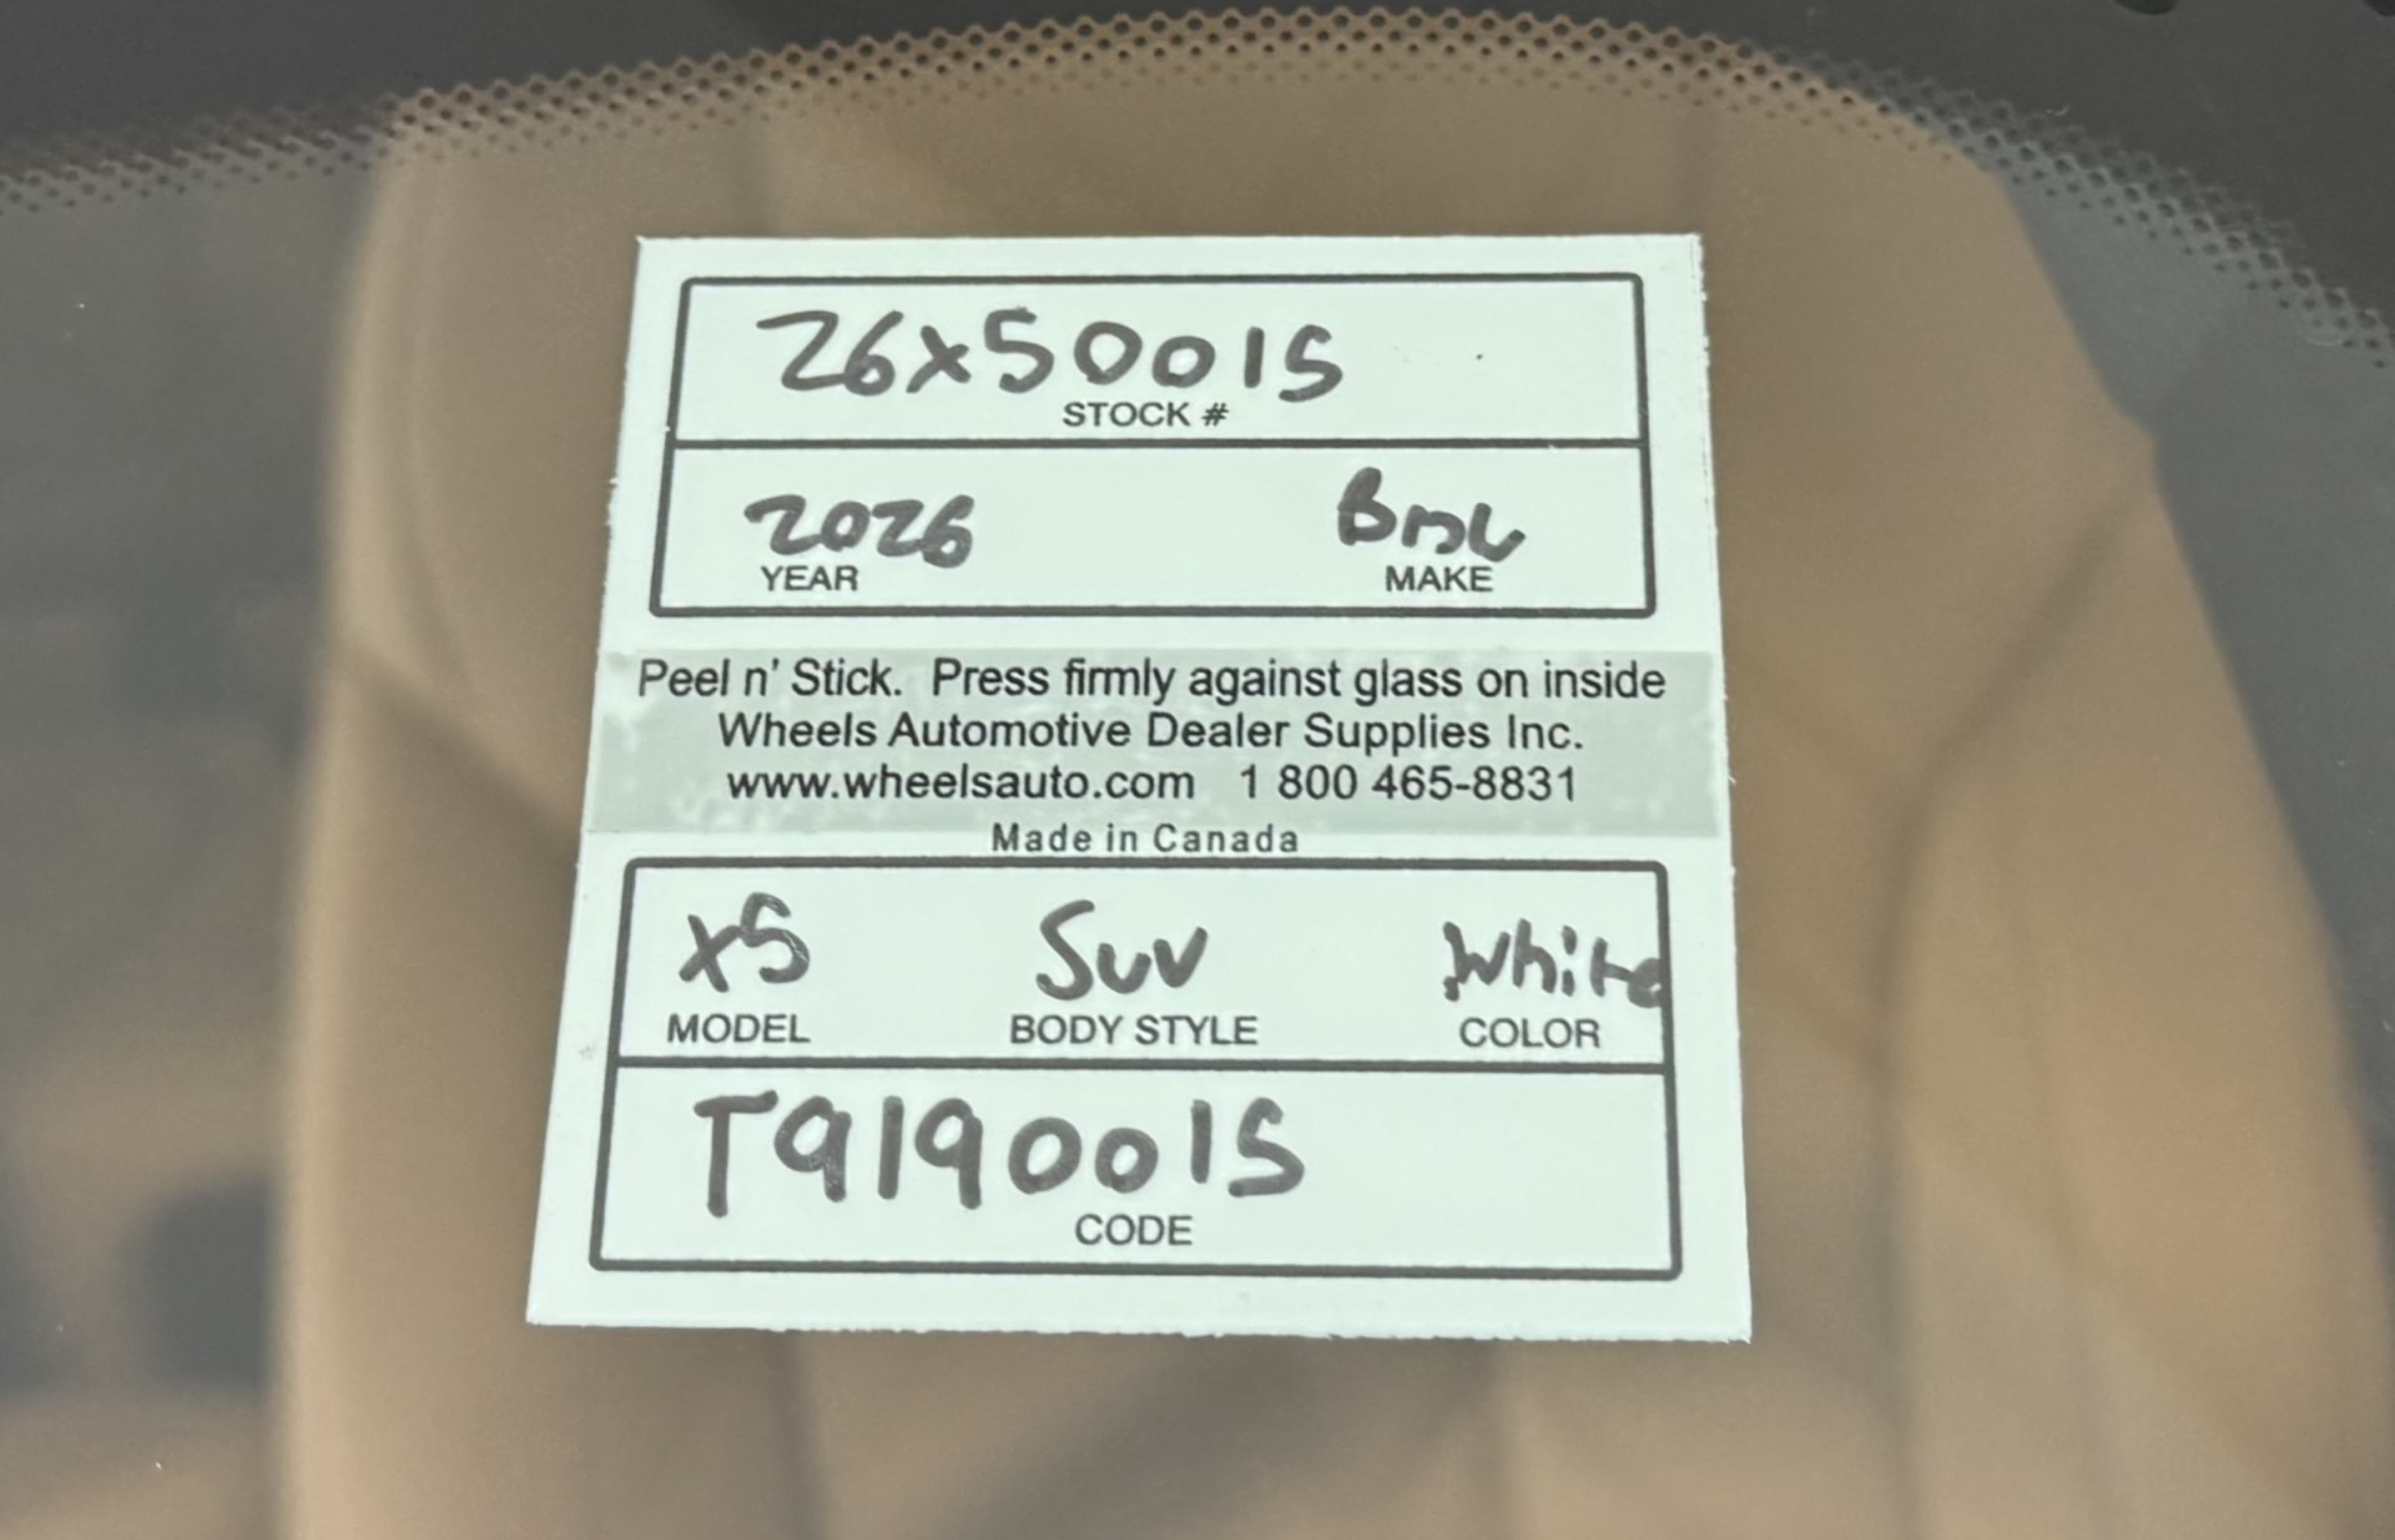 26X50015
STOCK #
2026 BMW
YEAR MAKE
Peel n' Stick. Press firmly against glass on inside
Wheels Automotive Dealer Supplies Inc.
www.wheelsauto.com 1 800 465-8831
Made in Canada
X5 SUV White
MODEL BODY STYLE COLOR
T9190015
CODE